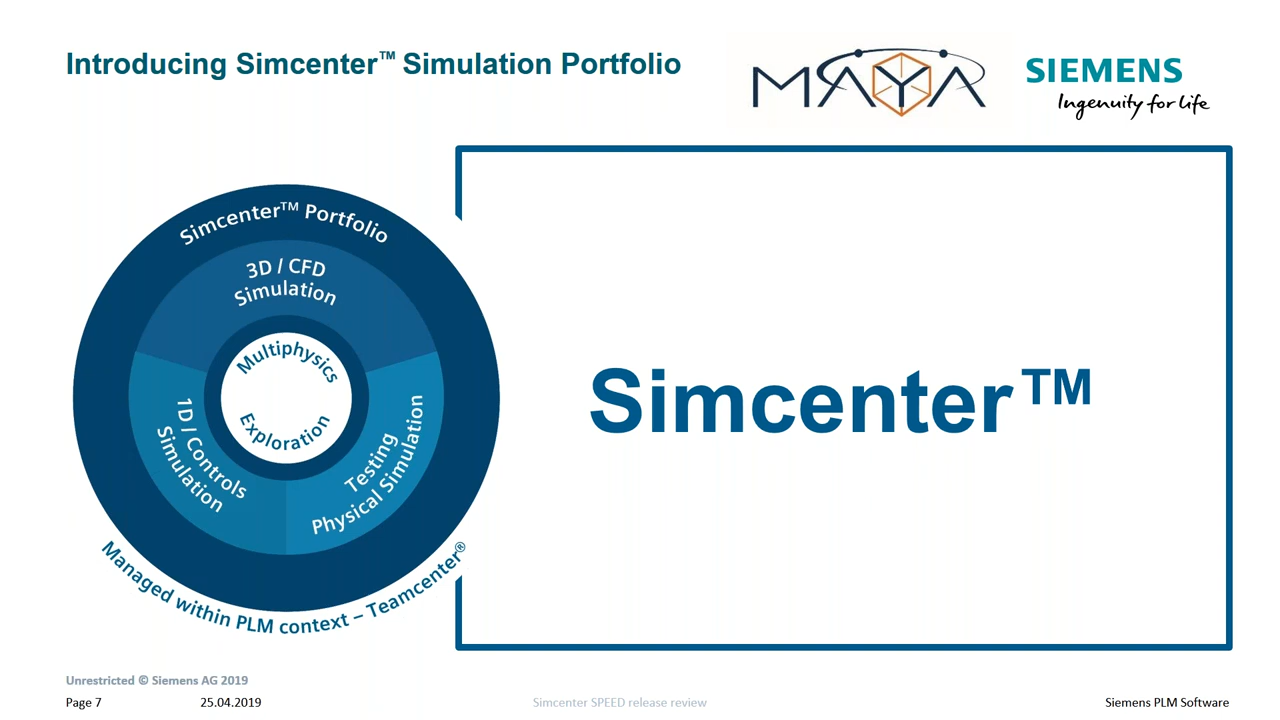 Introducing Simcenter™ Simulation Portfolio
MAYA
SIEMENS
Ingenuity for life
Simcenter™ Portfolio
3D / CFD
Simulation
Multiphysics
Exploration
1D / Controls
Simulation
Testing
Physical Simulation
Managed within PLM context – Teamcenter®
Simcenter™
Unrestricted © Siemens AG 2019
Page 7
25.04.2019
Simcenter SPEED release review
Siemens PLM Software